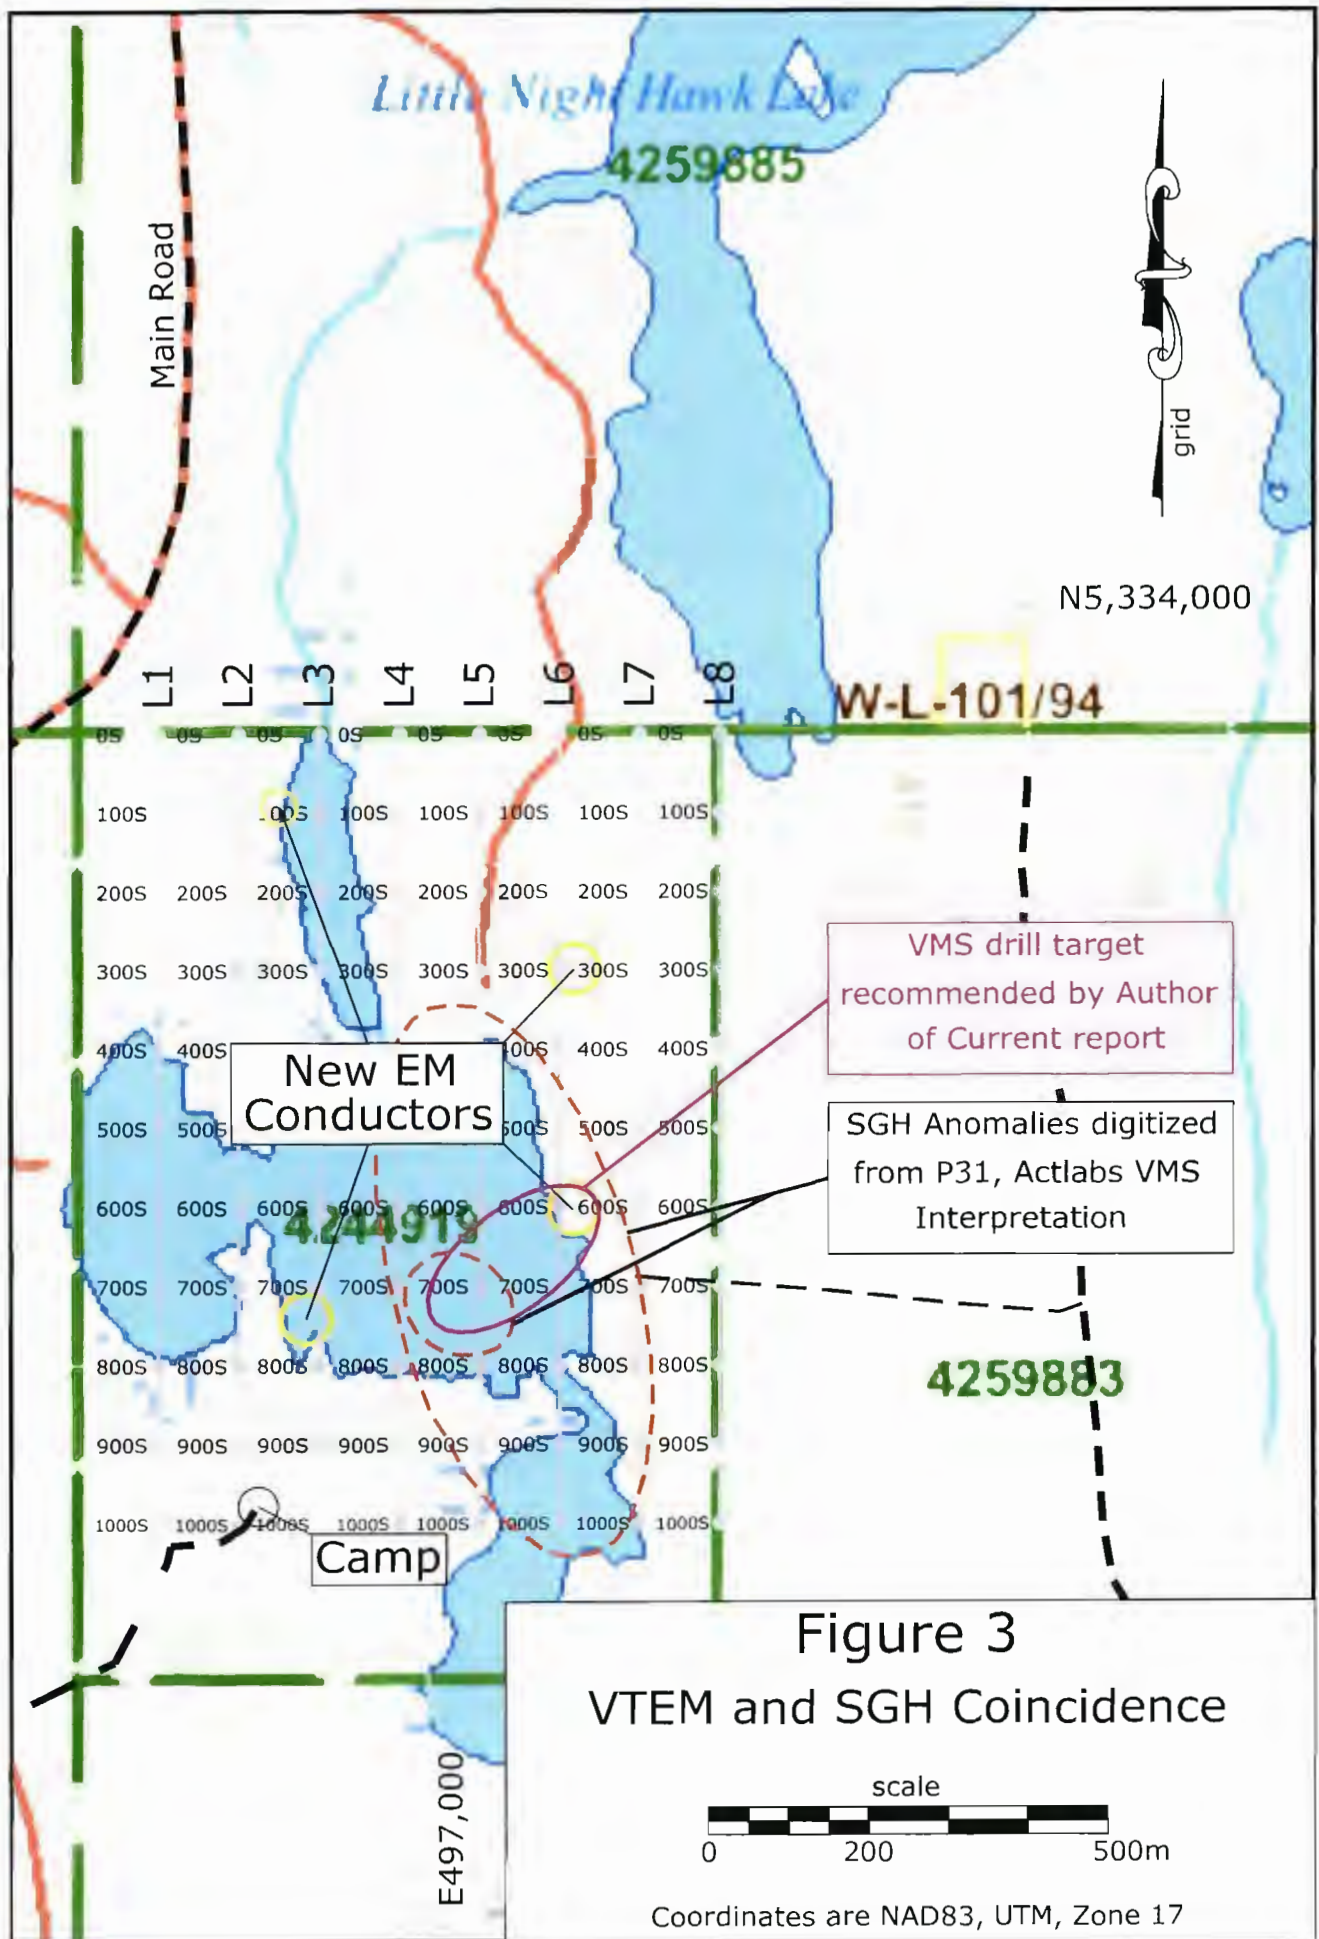 Little Night Hawk Lake
4259885
Main Road
grid
N5,334,000
L1 L2 L3 L4 L5 L6 L7 L8
W-L-101/94
0S 0S 0S 0S 0S 0S 0S 0S
100S 100S 100S 100S 100S 100S
200S 200S 200S 200S 200S 200S 200S 200S
VMS drill target
recommended by Author
of Current report
300S 300S 300S 300S 300S 300S 300S 300S
400S 400S 400S 400S 400S
New EM
Conductors
SGH Anomalies digitized
from P31, Actlabs VMS
Interpretation
500S 500S 500S 500S 500S
600S 600S 600S 600S 600S 600S 600S 600S
4244919
700S 700S 700S 700S 700S 700S 700S
800S 800S 800S 800S 800S 800S 800S 800S
4259883
900S 900S 900S 900S 900S 900S 900S 900S
1000S 1000S 1000S 1000S 1000S 1000S 1000S 1000S
Camp
Figure 3
VTEM and SGH Coincidence
E497,000
scale
0 200 500m
Coordinates are NAD83, UTM, Zone 17